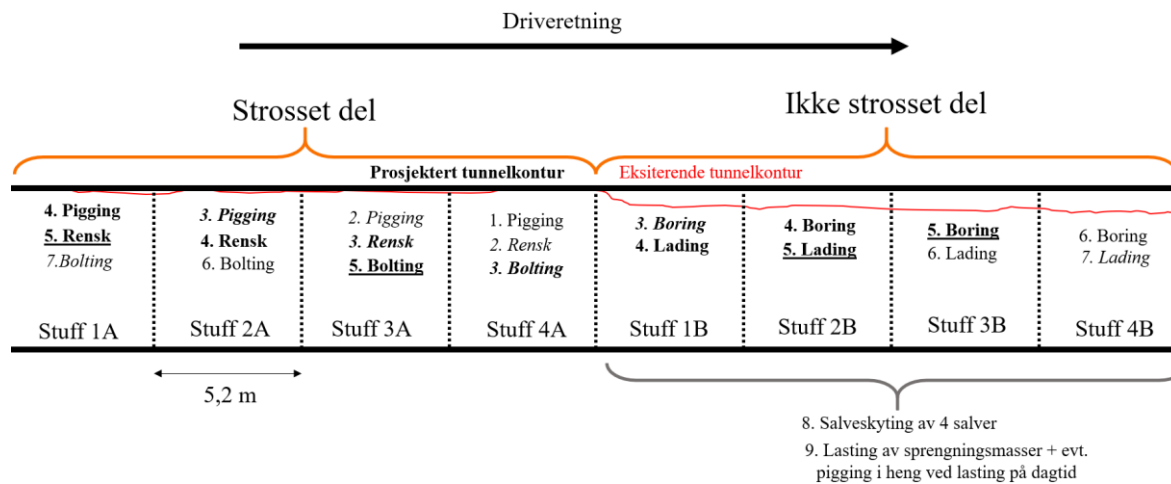 Driveretning
Strosset del
Ikke strosset del
Prosjektert tunnelkontur
Eksiterende tunnelkontur
4. Pigging
5. Rensk
7.Bolting
Stuff 1A
3. Pigging
4. Rensk
6. Bolting
Stuff 2A
2. Pigging
3. Rensk
5. Bolting
Stuff 3A
1. Pigging
2. Rensk
3. Bolting
Stuff 4A
3. Boring
4. Lading
Stuff 1B
4. Boring
5. Lading
Stuff 2B
5. Boring
6. Lading
Stuff 3B
6. Boring
7. Lading
Stuff 4B
5,2 m
8. Salveskyting av 4 salver
9. Lasting av sprengningsmasser + evt.
pigging i heng ved lasting på dagtid